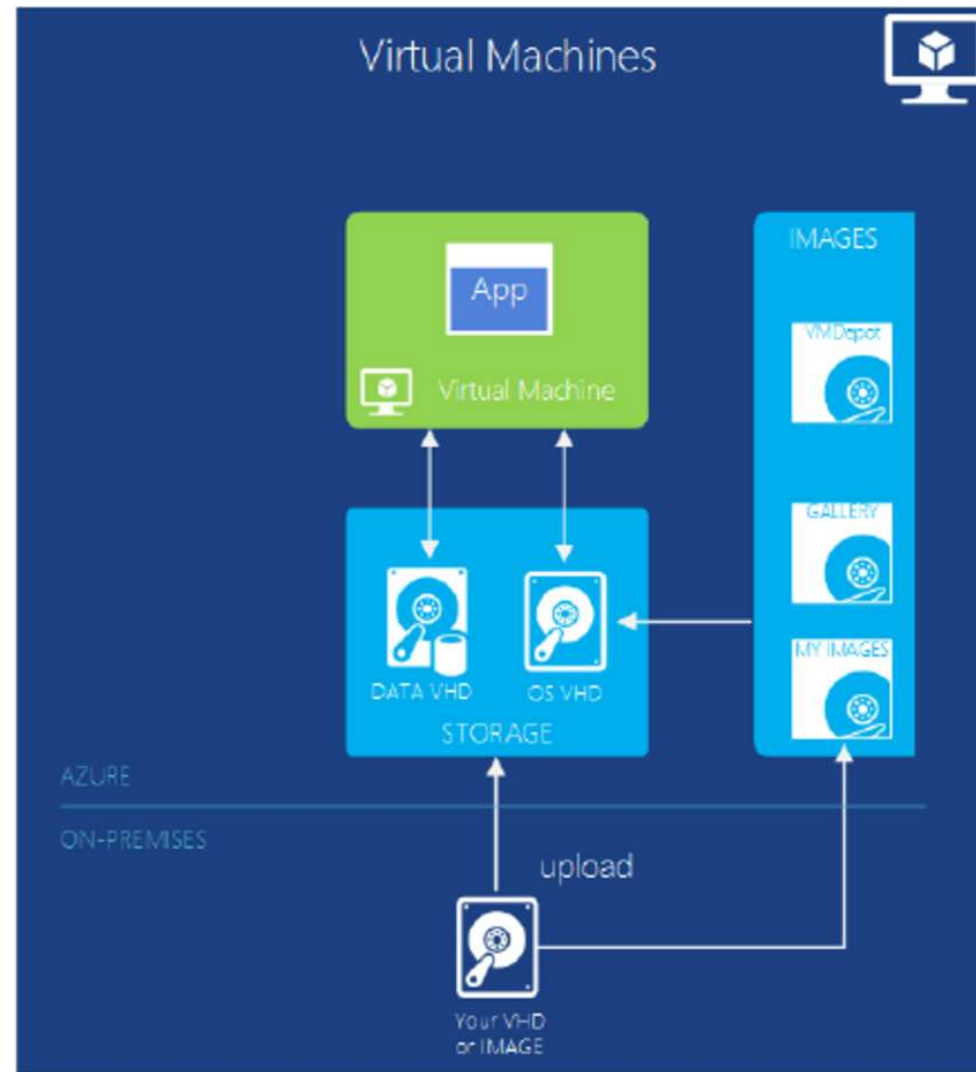 Virtual Machines
App
Virtual Machine
IMAGES
VMDepot
GALLERY
MY IMAGES
DATA VHD
OS VHD
STORAGE
AZURE
ON-PREMISES
upload
Your VHD
or IMAGE